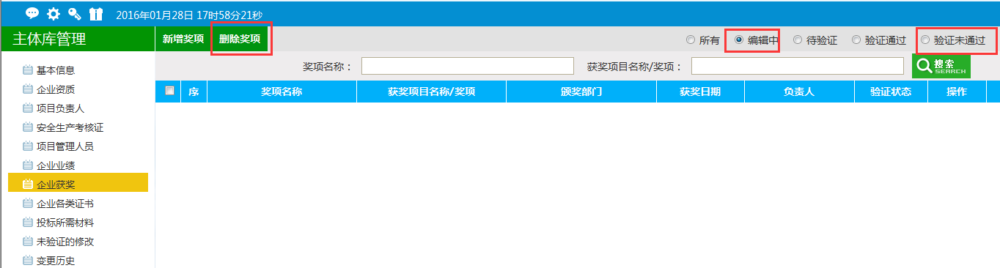 2016年01月28日 17时58分21秒
主体库管理
新增奖项 删除奖项 所有 编辑中 待验证 验证通过 验证未通过
奖项名称： 获奖项目名称/奖项： 搜索 SEARCH
序 奖项名称 获奖项目名称/奖项 颁奖部门 获奖日期 负责人 验证状态 操作
基本信息
企业资质
项目负责人
安全生产考核证
项目管理人员
企业业绩
企业获奖
企业各类证书
投标所需材料
未验证的修改
变更历史